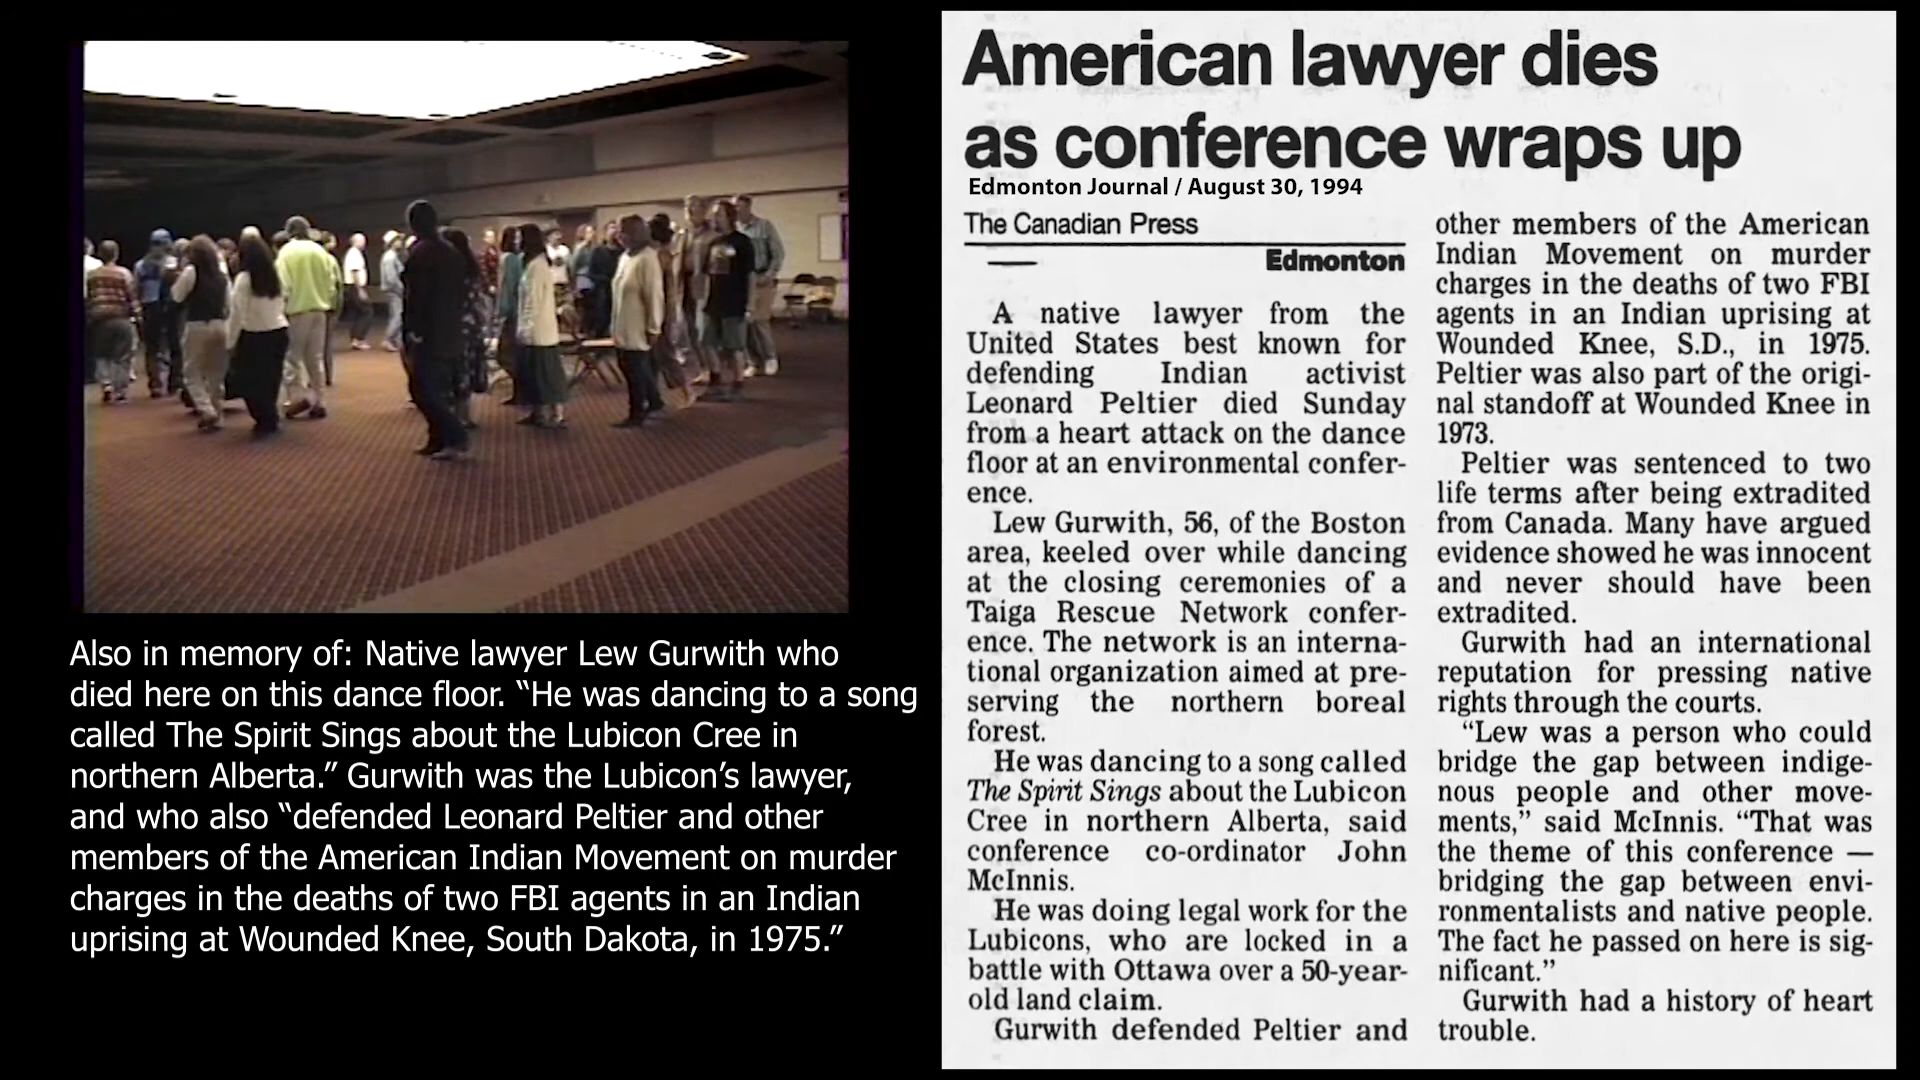 American lawyer dies
as conference wraps up
Edmonton Journal / August 30, 1994
The Canadian Press
Edmonton
A native lawyer from the
United States best known for
defending Indian activist
Leonard Peltier died Sunday
from a heart attack on the dance
floor at an environmental confer-
ence.
Lew Gurwith, 56, of the Boston
area, keeled over while dancing
at the closing ceremonies of a
Taiga Rescue Network confer-
ence. The network is an interna-
tional organization aimed at pre-
serving the northern boreal
forest.
He was dancing to a song called
The Spirit Sings about the Lubicon
Cree in northern Alberta, said
conference co-ordinator John
McInnis.
He was doing legal work for the
Lubicons, who are locked in a
battle with Ottawa over a 50-year-
old land claim.
Gurwith defended Peltier and
other members of the American
Indian Movement on murder
charges in the deaths of two FBI
agents in an Indian uprising at
Wounded Knee, S.D., in 1975.
Peltier was also part of the origi-
nal standoff at Wounded Knee in
1973.
Peltier was sentenced to two
life terms after being extradited
from Canada. Many have argued
evidence showed he was innocent
and never should have been
extradited.
Gurwith had an international
reputation for pressing native
rights through the courts.
“Lew was a person who could
bridge the gap between indige-
nous people and other move-
ments,” said McInnis. “That was
the theme of this conference —
bridging the gap between envi-
ronmentalists and native people.
The fact he passed on here is sig-
nificant.”
Gurwith had a history of heart
trouble.
Also in memory of: Native lawyer Lew Gurwith who
died here on this dance floor. “He was dancing to a song
called The Spirit Sings about the Lubicon Cree in
northern Alberta.” Gurwith was the Lubicon’s lawyer,
and who also “defended Leonard Peltier and other
members of the American Indian Movement on murder
charges in the deaths of two FBI agents in an Indian
uprising at Wounded Knee, South Dakota, in 1975.”